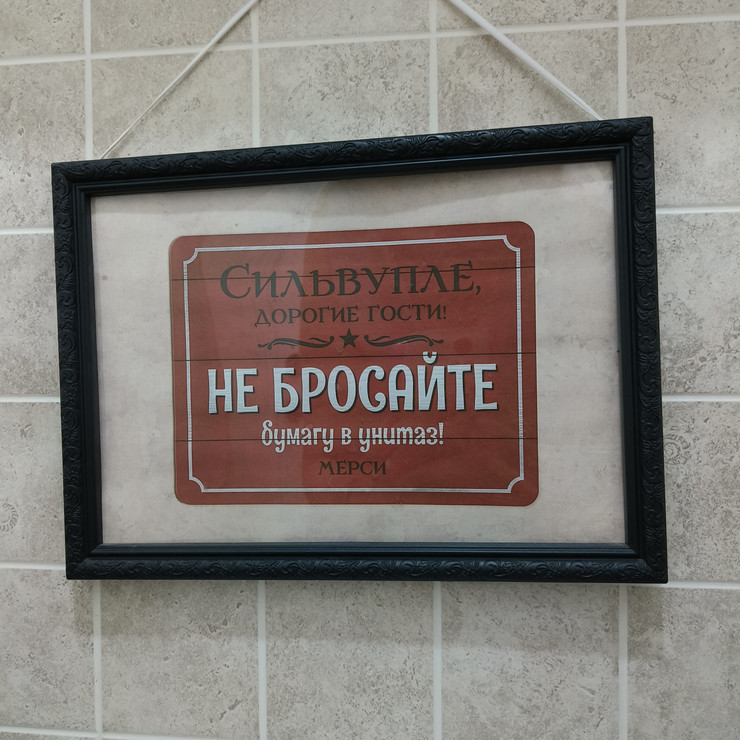 Сильвупле,
дорогие гости!
НЕ БРОСАЙТЕ
бумагу в унитаз!
мерси